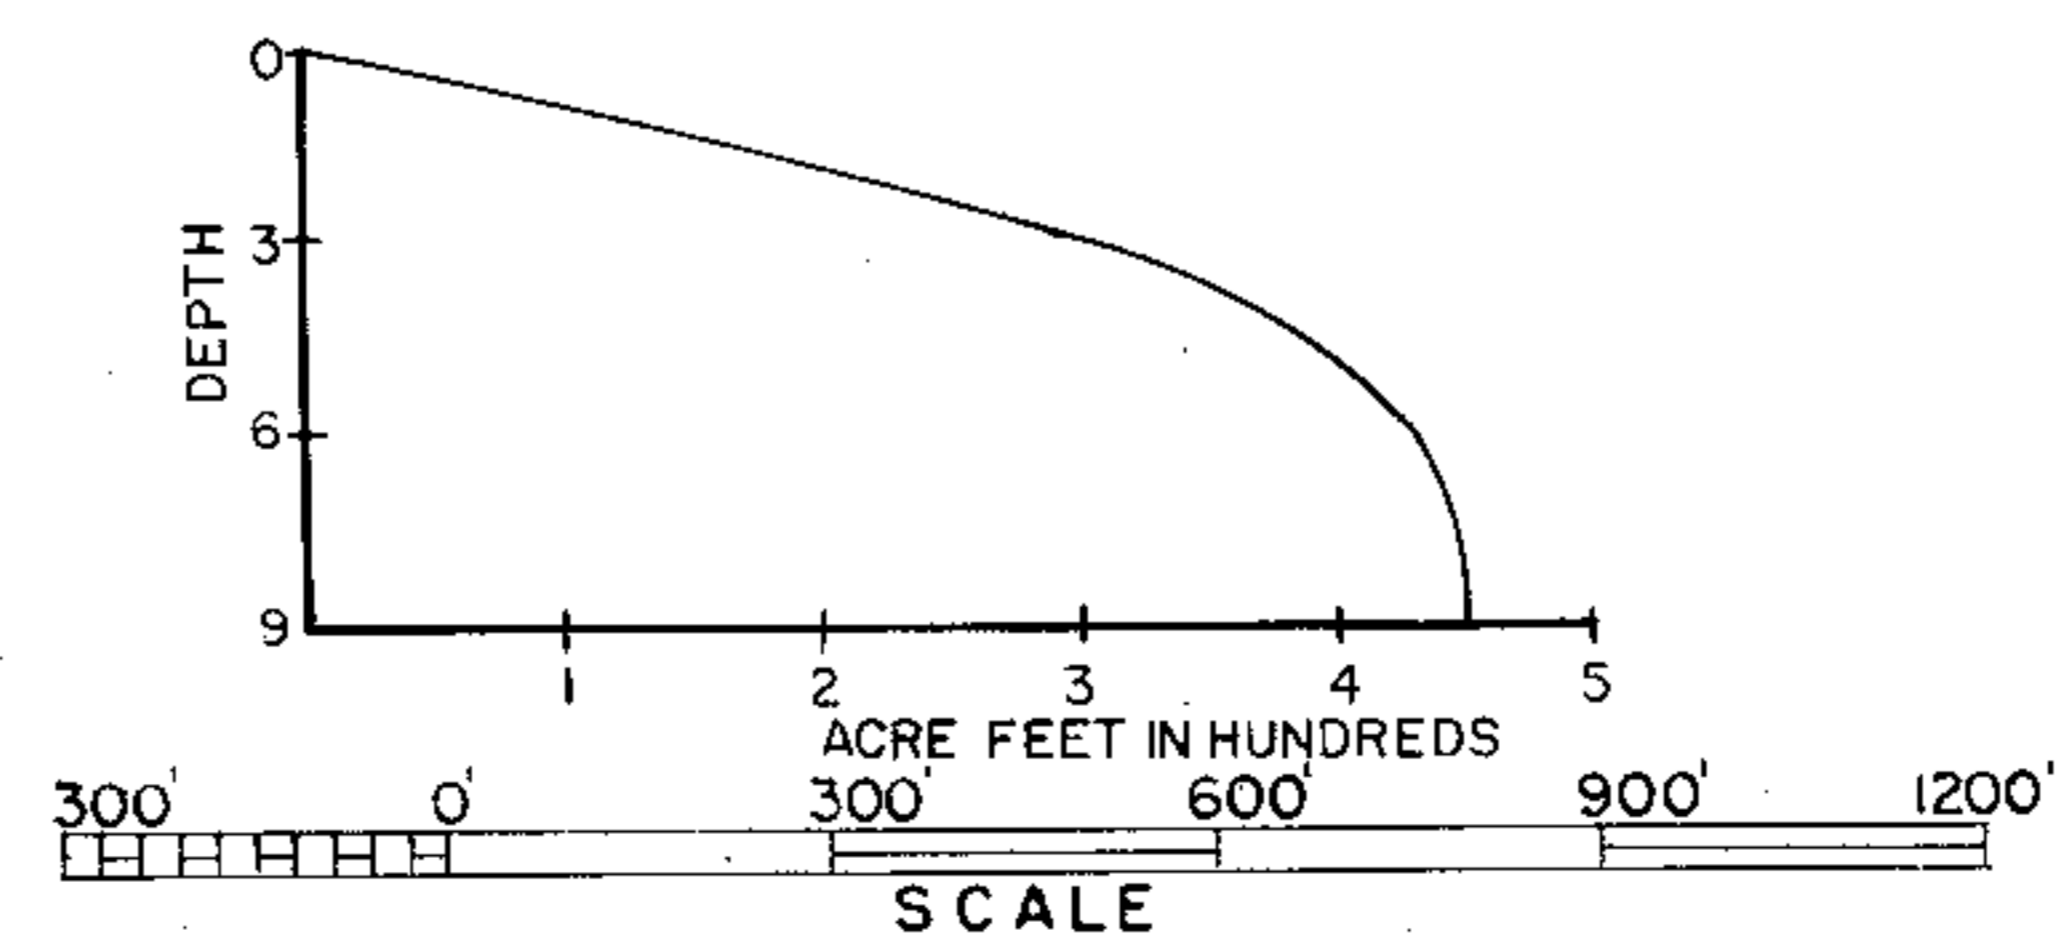 0
3
DEPTH
6
9
1 2 3 4 5
ACRE FEET IN HUNDREDS
300' 0' 300' 600' 900' 1200'
SCALE